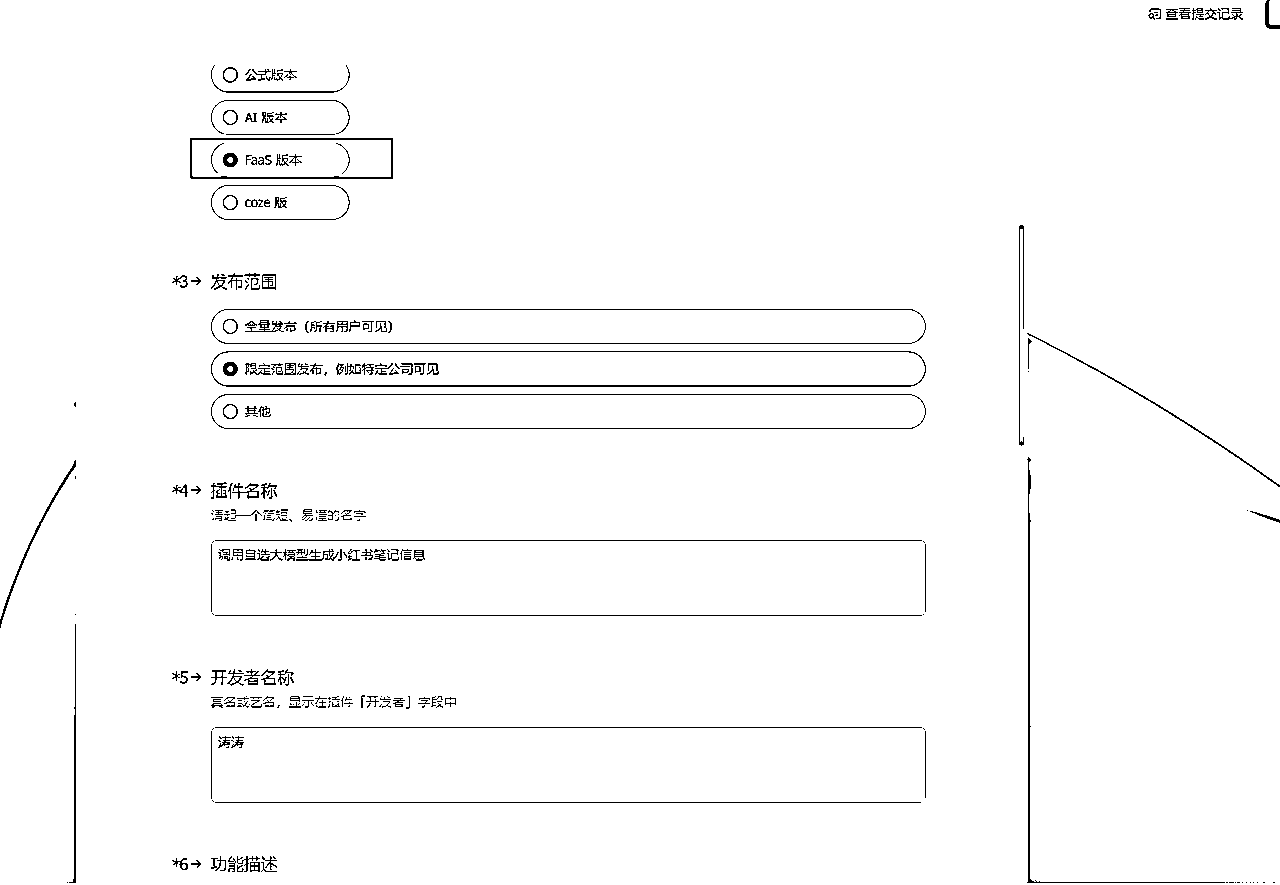 查看提交记录
公式版本
AI 版本
FaaS 版本
coze 版
*3→ 发布范围
全量发布（所有用户可见）
限定范围发布，例如特定公司可见
其他
*4→ 插件名称
请起一个简短、易懂的名字
调用自选大模型生成小红书笔记信息
*5→ 开发者名称
真名或艺名，显示在插件「开发者」字段中
涛涛
*6→ 功能描述